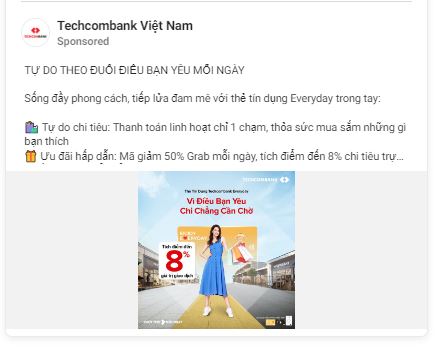 Techcombank Việt Nam
Sponsored
TỰ DO THEO ĐUỔI ĐIỀU BẠN YÊU MỖI NGÀY
Sống đầy phong cách, tiếp lửa đam mê với thẻ tín dụng Everyday trong tay:
🛍️ Tự do chi tiêu: Thanh toán linh hoạt chỉ 1 chạm, thỏa sức mua sắm những gì
bạn thích
🎁 Ưu đãi hấp dẫn: Mã giảm 50% Grab mỗi ngày, tích điểm đến 8% chi tiêu trự...
TECHCOMBANK
Thẻ Tín Dụng Techcombank Everyday
Vì Điều Bạn Yêu
Chi Chẳng Cần Chờ
ENJOY
EVERYDAY
Tích điểm đến
8%
giá trị giao dịch